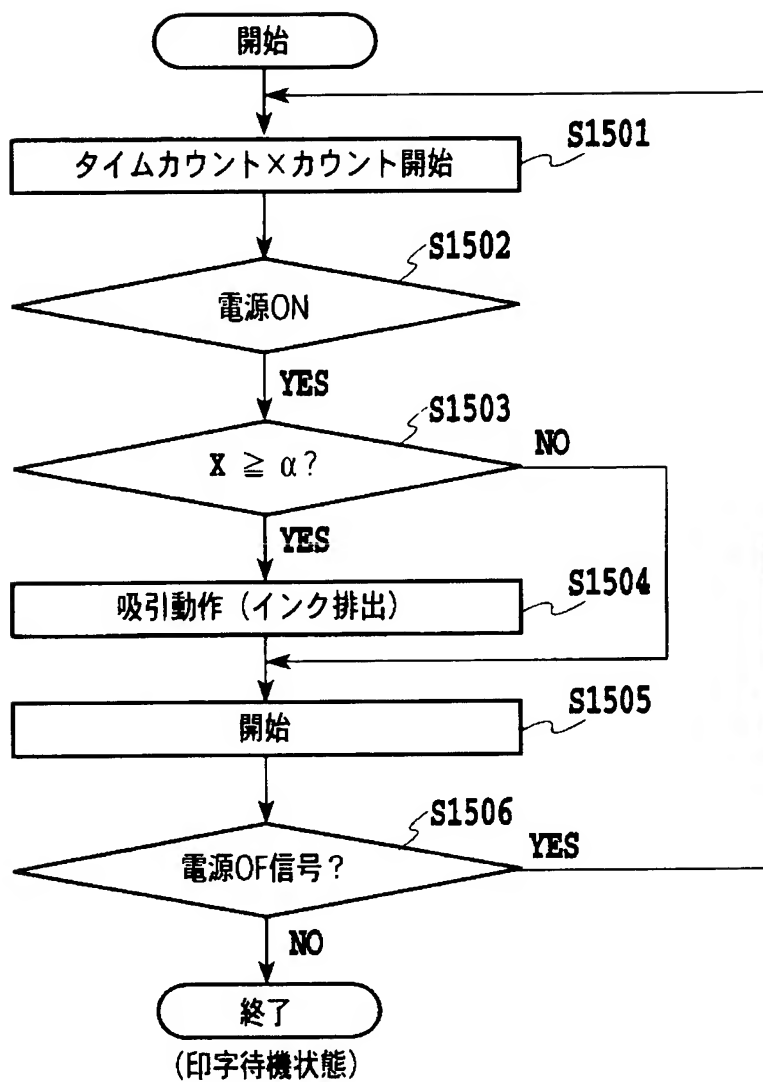 開始
S1501
タイムカウント×カウント開始
S1502
電源ON
YES
S1503
X ≧ α?
NO
YES
S1504
吸引動作（インク排出）
S1505
開始
S1506
電源OF信号？
YES
NO
終了
(印字待機状態)